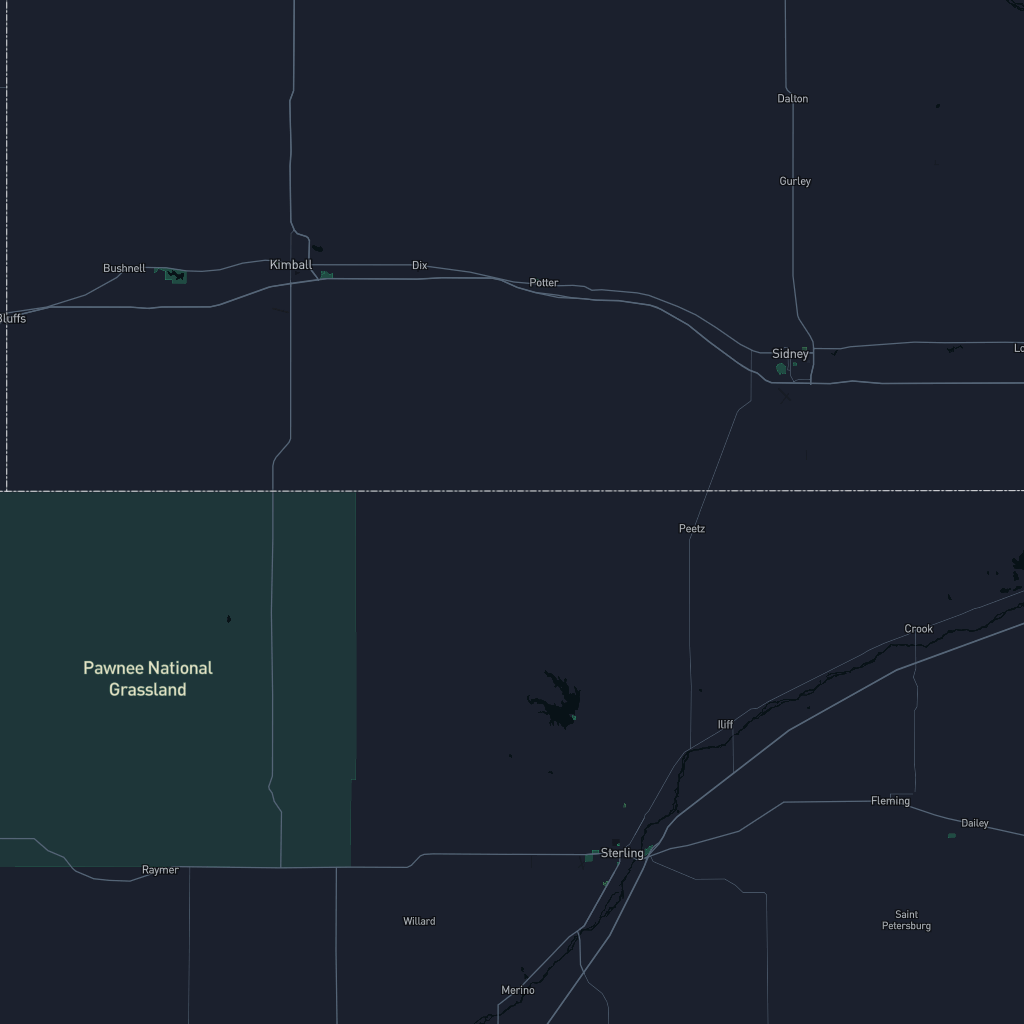 Dalton
Gurley
Bushnell
Kimball
Dix
Potter
Bluffs
Sidney
Lo
Peetz
Crook
Pawnee National
Grassland
Iliff
Fleming
Dailey
Sterling
Raymer
Willard
Saint
Petersburg
Merino